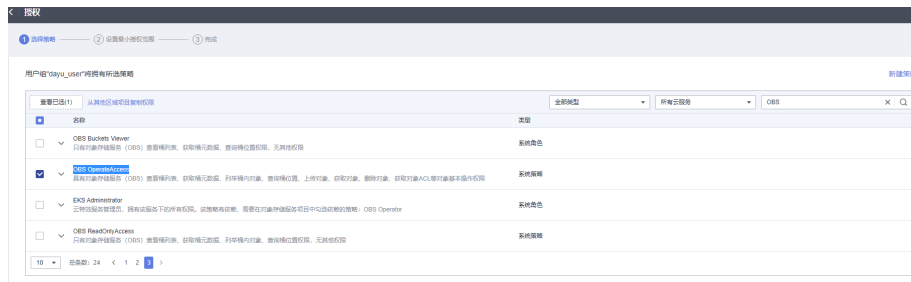 授权
1 选择策略 2 设置最小授权范围 3 完成
用户组"dayu_user"将拥有所选策略 新建策略
查看已选(1) 从其他区域项目复制权限 全部类型 所有云服务 OBS
名称 类型
OBS Buckets Viewer 系统角色
只有对象存储服务(OBS)查看桶列表、获取桶元数据、查询桶位置权限,无其他权限
OBS OperateAccess 系统策略
具有对象存储服务(OBS)查看桶列表、获取桶元数据、列举桶内对象、查询桶位置、上传对象、获取对象、删除对象、获取对象ACL等对象基本操作权限
EKS Administrator 系统角色
云特效服务管理员,拥有该服务下的所有权限。该策略有依赖,需要在对象存储服务项目中勾选依赖的策略:OBS Operator
OBS ReadOnlyAccess 系统策略
只有对象存储服务(OBS)查看桶列表、获取桶元数据、列举桶内对象、查询桶位置权限,无其他权限
10 总条数:24 < 1 2 3 >